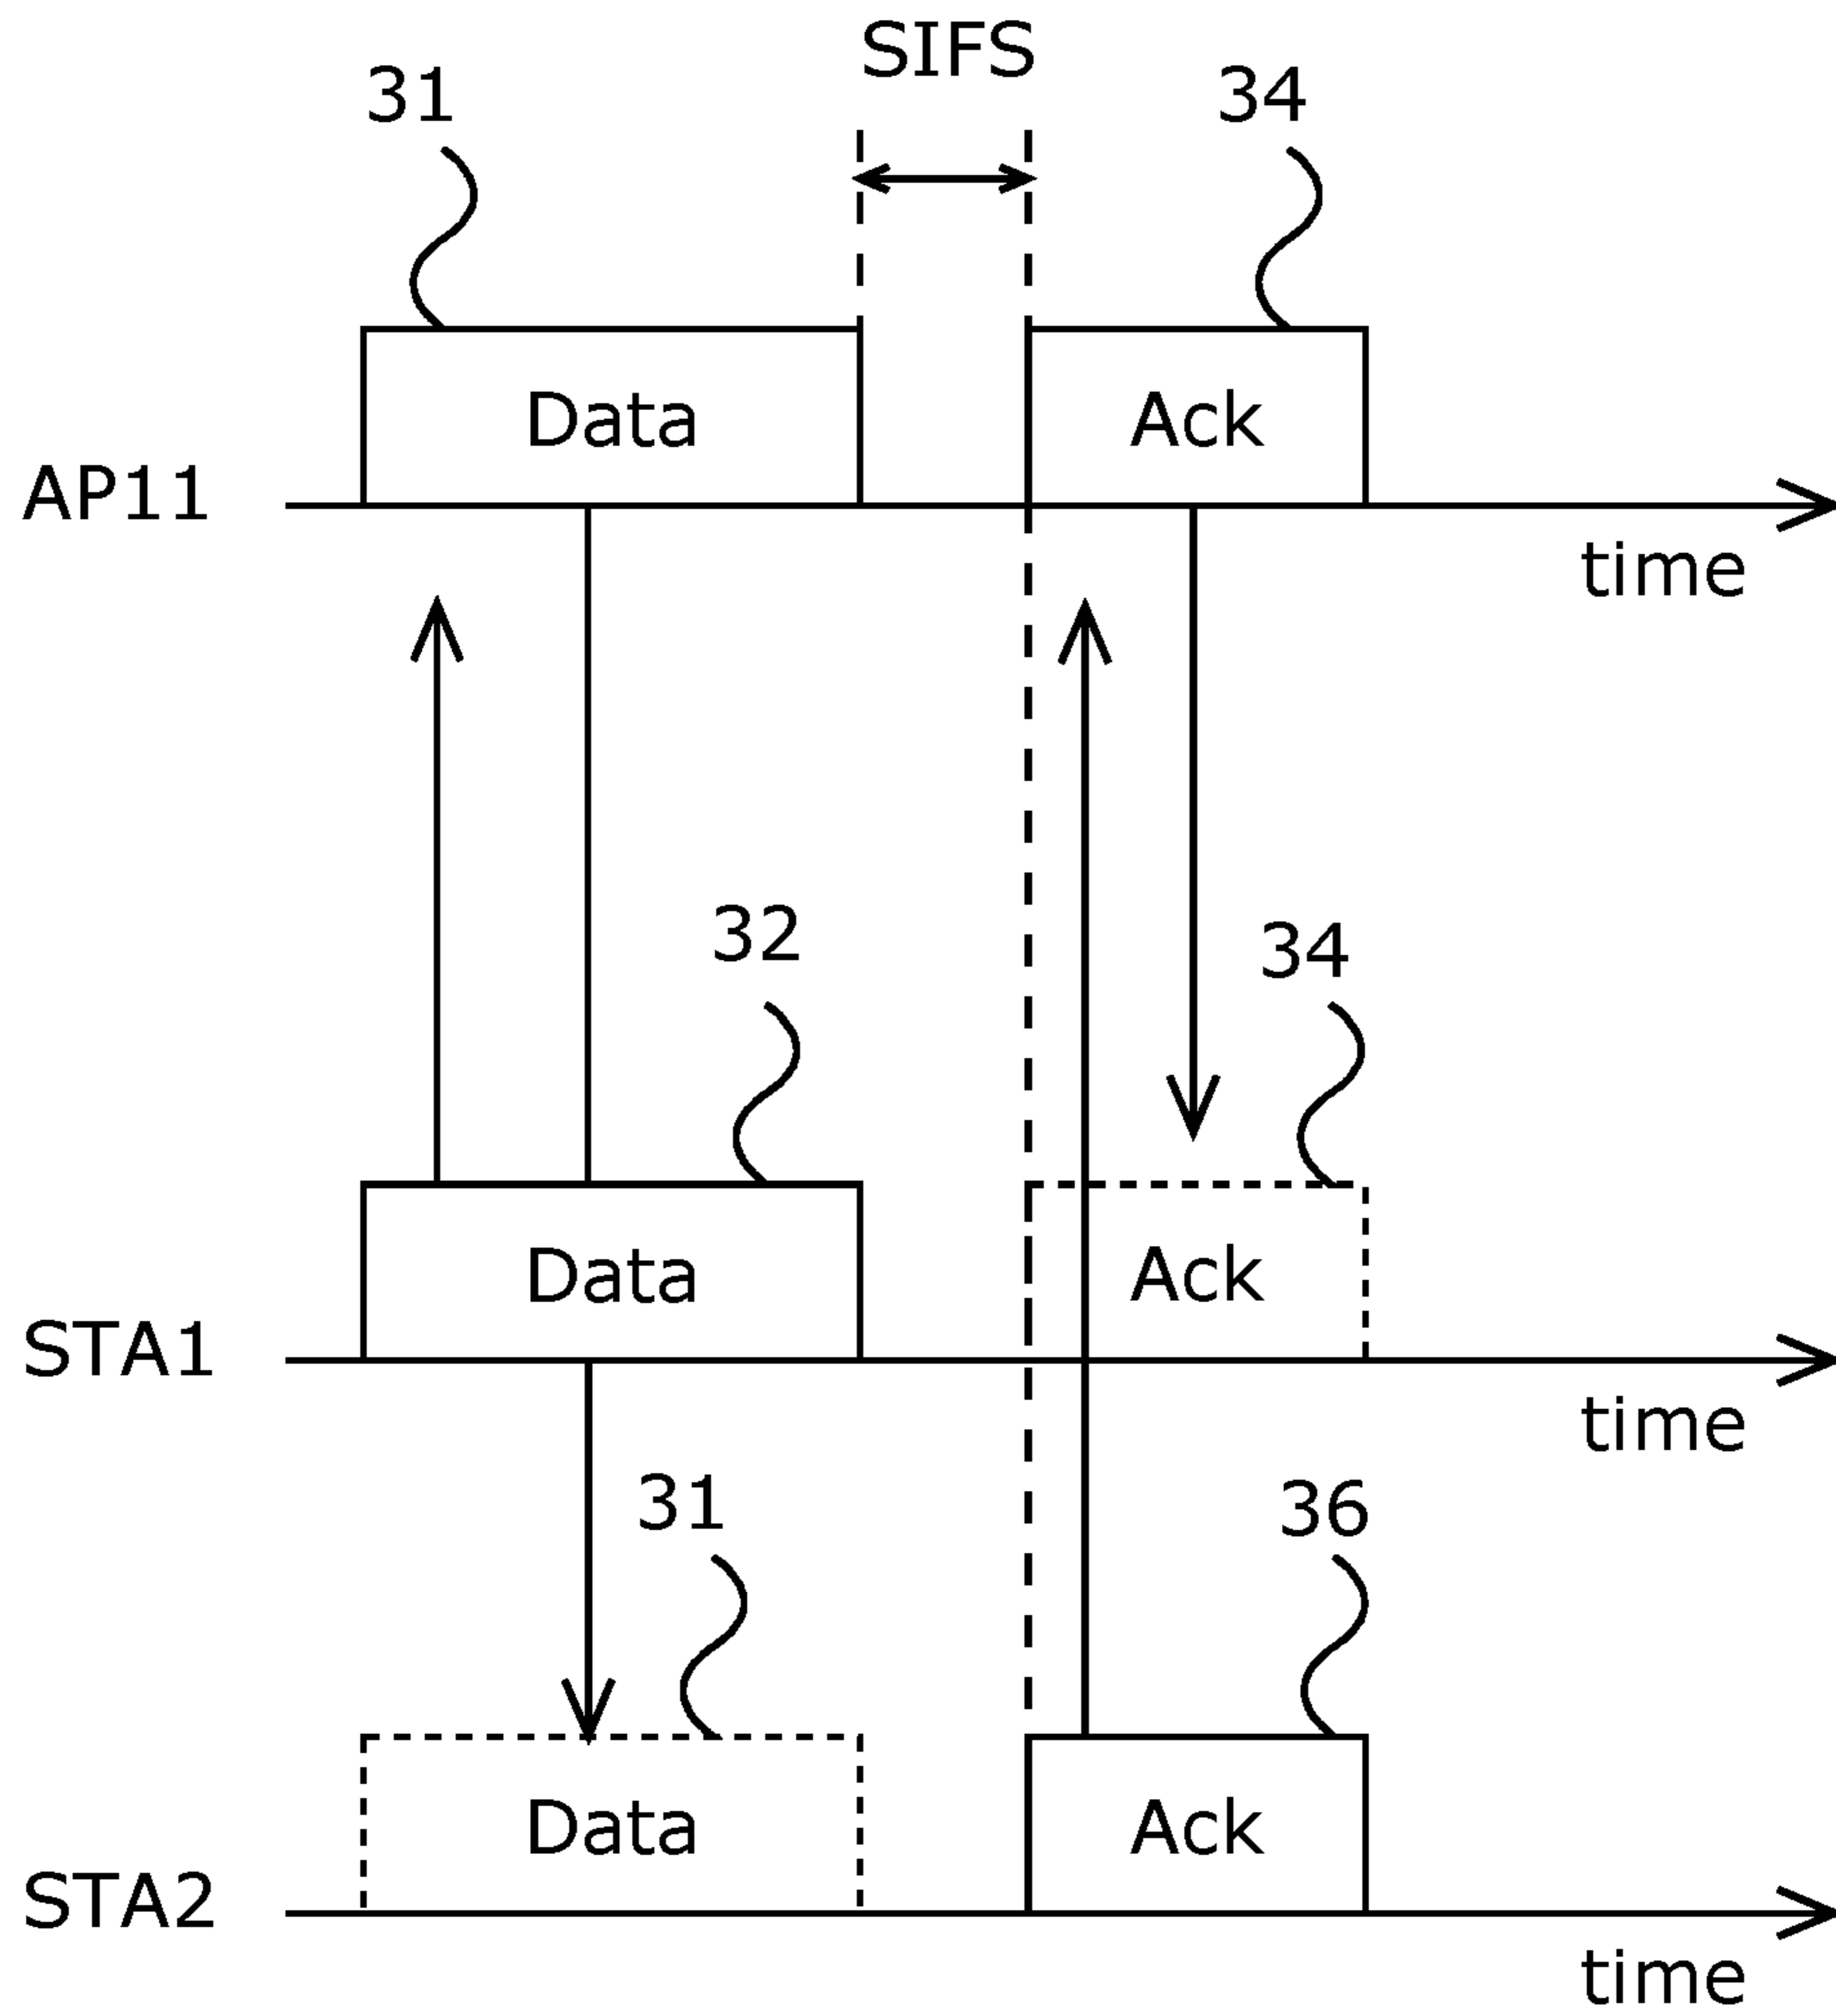 SIFS
31
34
Data
Ack
AP11
time
32
34
Data
Ack
STA1
time
31
36
Data
Ack
STA2
time